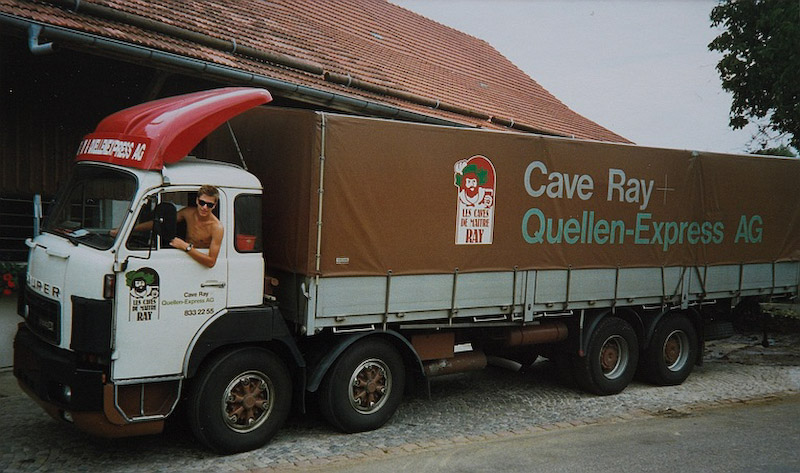 QUELLEN-EXPRESS AG
LES CAVES
DE MAITRE
RAY
Cave Ray +
Quellen-Express AG
LES CAVES
DE MAITRE
RAY
Cave Ray
Quellen-Express AG
833 22 55